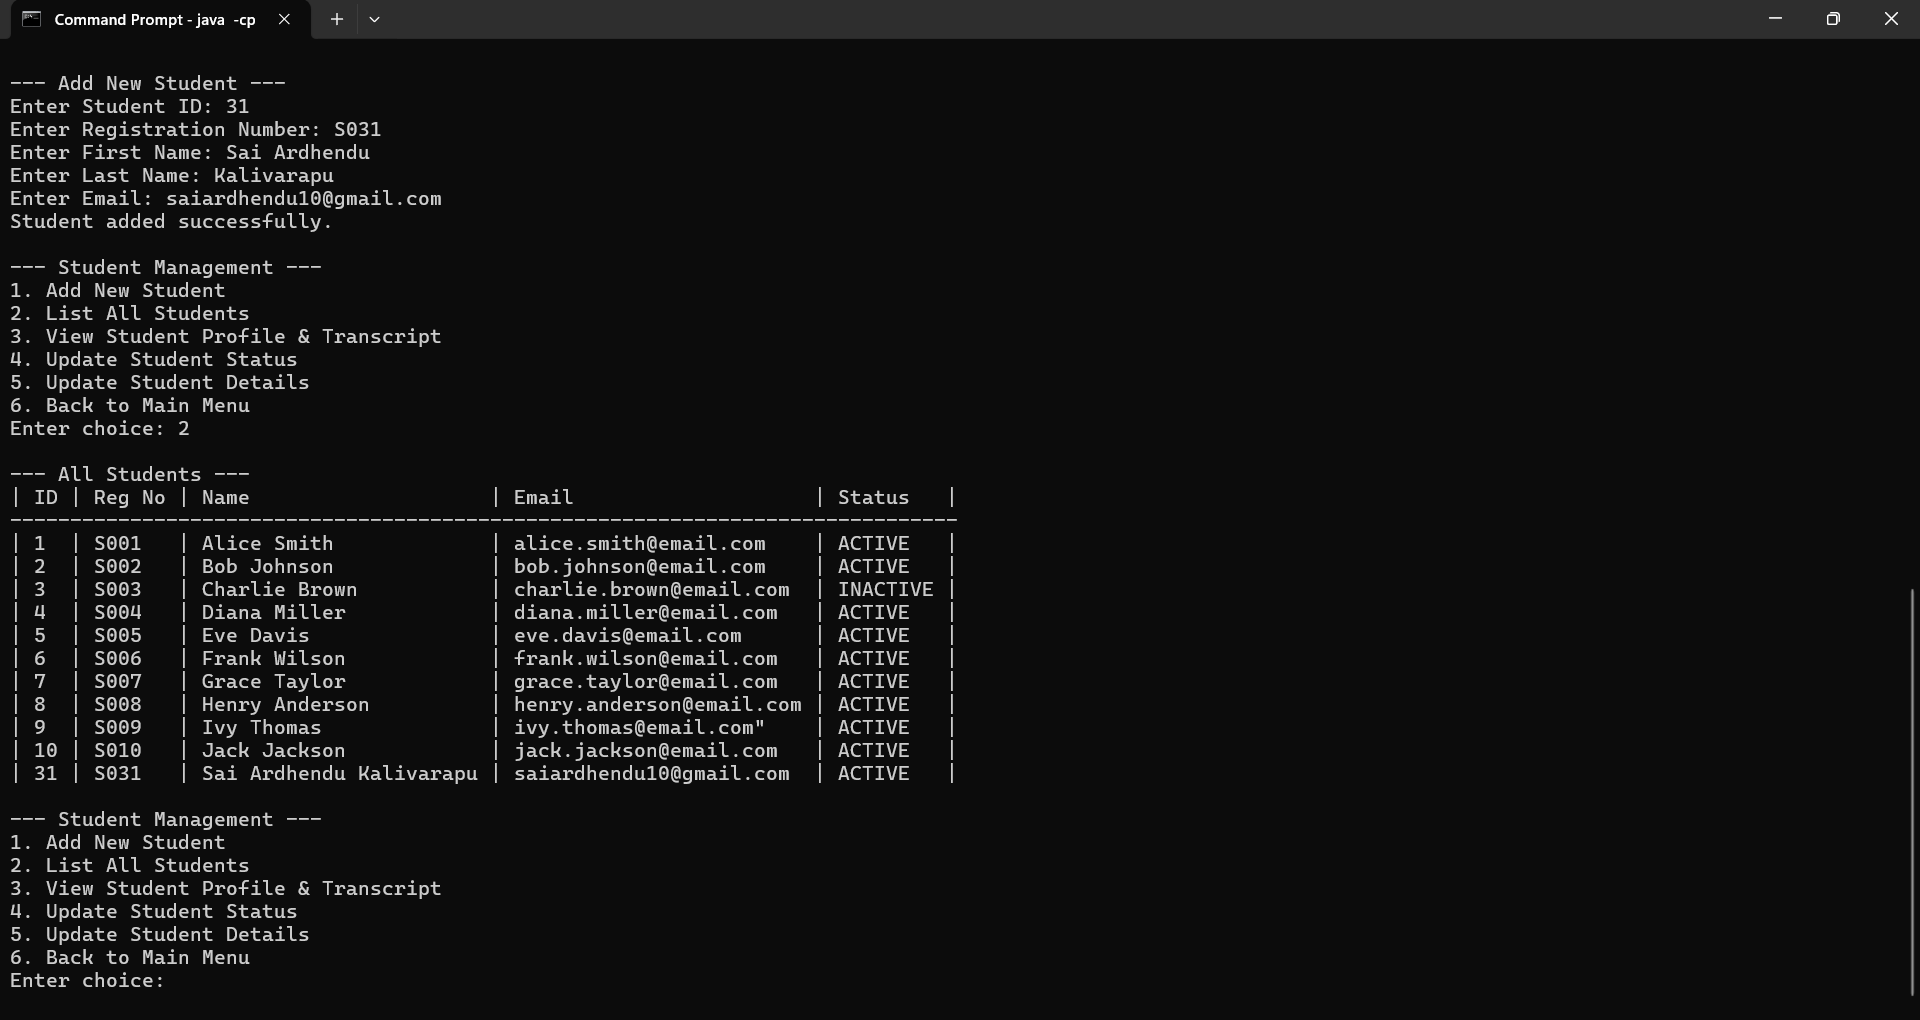 Command Prompt - java -cp
--- Add New Student ---
Enter Student ID: 31
Enter Registration Number: S031
Enter First Name: Sai Ardhendu
Enter Last Name: Kalivarapu
Enter Email: saiardhendu10@gmail.com
Student added successfully.
--- Student Management ---
1. Add New Student
2. List All Students
3. View Student Profile & Transcript
4. Update Student Status
5. Update Student Details
6. Back to Main Menu
Enter choice: 2
--- All Students ---
| ID | Reg No | Name                    | Email                    | Status   |
-------------------------------------------------------------------------------
| 1  | S001   | Alice Smith             | alice.smith@email.com    | ACTIVE   |
| 2  | S002   | Bob Johnson             | bob.johnson@email.com    | ACTIVE   |
| 3  | S003   | Charlie Brown           | charlie.brown@email.com  | INACTIVE |
| 4  | S004   | Diana Miller            | diana.miller@email.com   | ACTIVE   |
| 5  | S005   | Eve Davis               | eve.davis@email.com      | ACTIVE   |
| 6  | S006   | Frank Wilson            | frank.wilson@email.com   | ACTIVE   |
| 7  | S007   | Grace Taylor            | grace.taylor@email.com   | ACTIVE   |
| 8  | S008   | Henry Anderson          | henry.anderson@email.com | ACTIVE   |
| 9  | S009   | Ivy Thomas              | ivy.thomas@email.com"    | ACTIVE   |
| 10 | S010   | Jack Jackson            | jack.jackson@email.com   | ACTIVE   |
| 31 | S031   | Sai Ardhendu Kalivarapu | saiardhendu10@gmail.com  | ACTIVE   |
--- Student Management ---
1. Add New Student
2. List All Students
3. View Student Profile & Transcript
4. Update Student Status
5. Update Student Details
6. Back to Main Menu
Enter choice: